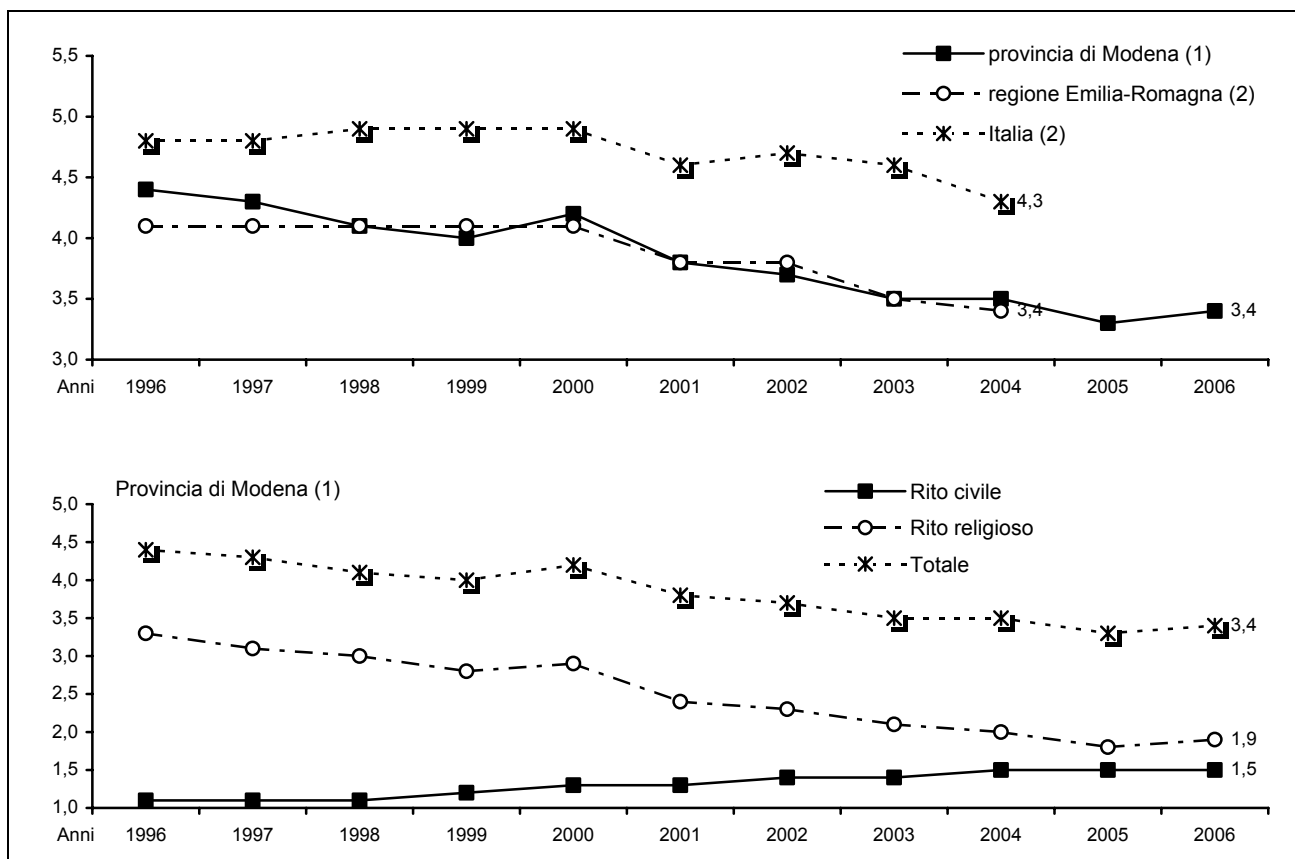 5,5
5,0
4,5
4,0
3,5
3,0
provincia di Modena (1)
regione Emilia-Romagna (2)
Italia (2)
4,3
3,4
3,4
Anni 1996 1997 1998 1999 2000 2001 2002 2003 2004 2005 2006
Provincia di Modena (1)
5,0
4,5
4,0
3,5
3,0
2,5
2,0
1,5
1,0
Rito civile
Rito religioso
Totale
3,4
1,9
1,5
Anni 1996 1997 1998 1999 2000 2001 2002 2003 2004 2005 2006